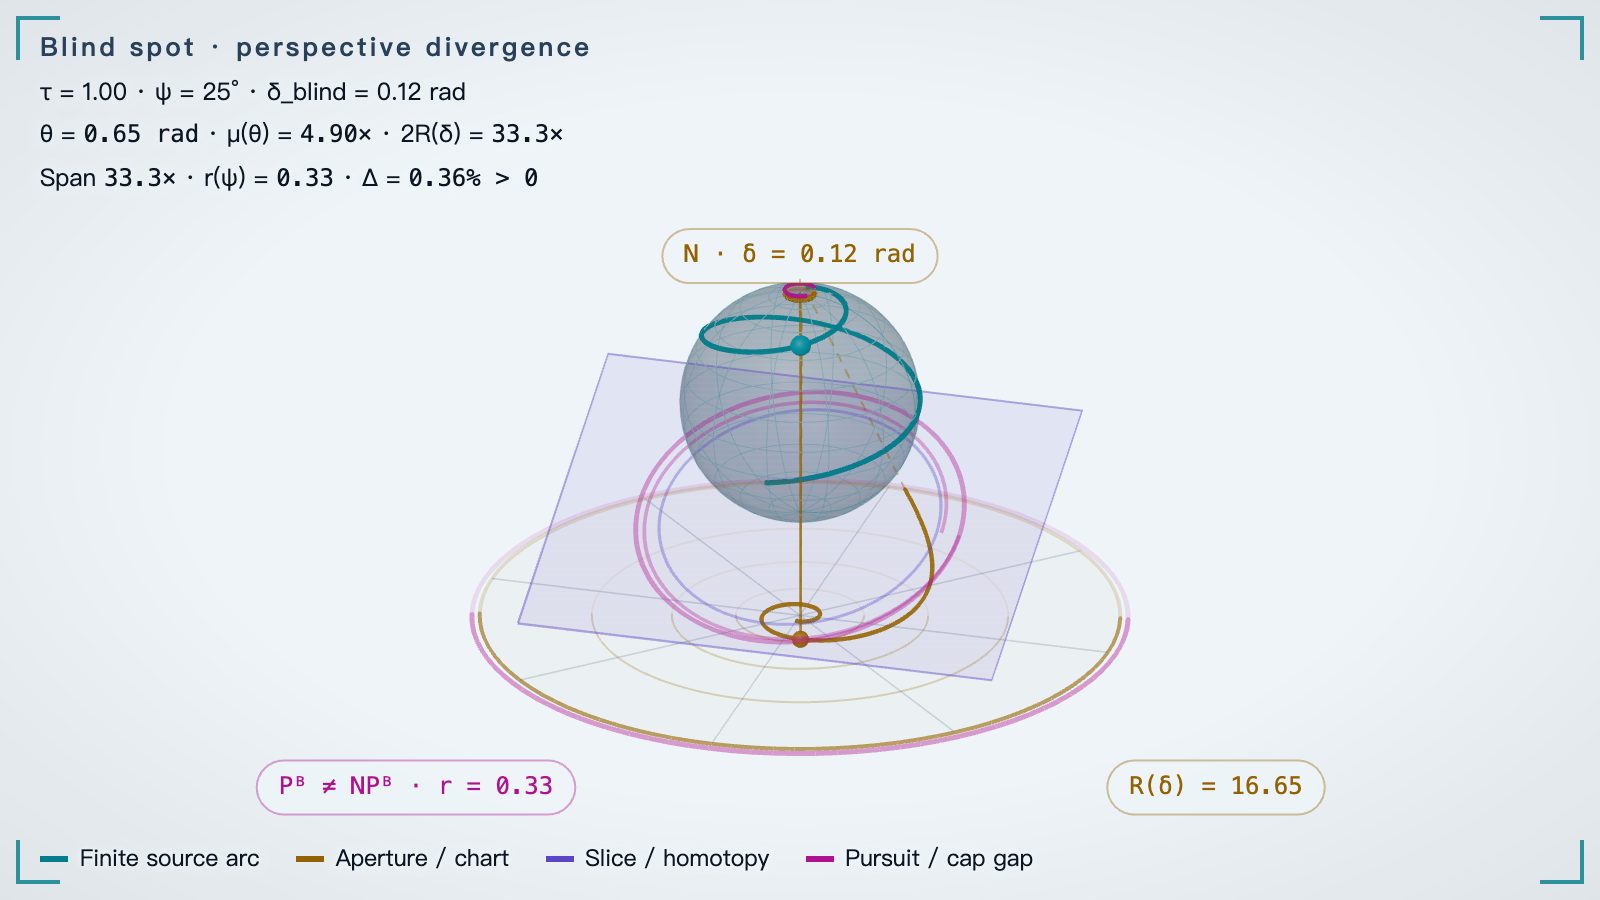 Blind spot · perspective divergence
τ = 1.00 · ψ = 25° · δ_blind = 0.12 rad
θ = 0.65 rad · μ(θ) = 4.90× · 2R(δ) = 33.3×
Span 33.3× · r(ψ) = 0.33 · Δ = 0.36% > 0
N · δ = 0.12 rad
Pᴮ ≠ NPᴮ · r = 0.33
R(δ) = 16.65
Finite source arc
Aperture / chart
Slice / homotopy
Pursuit / cap gap